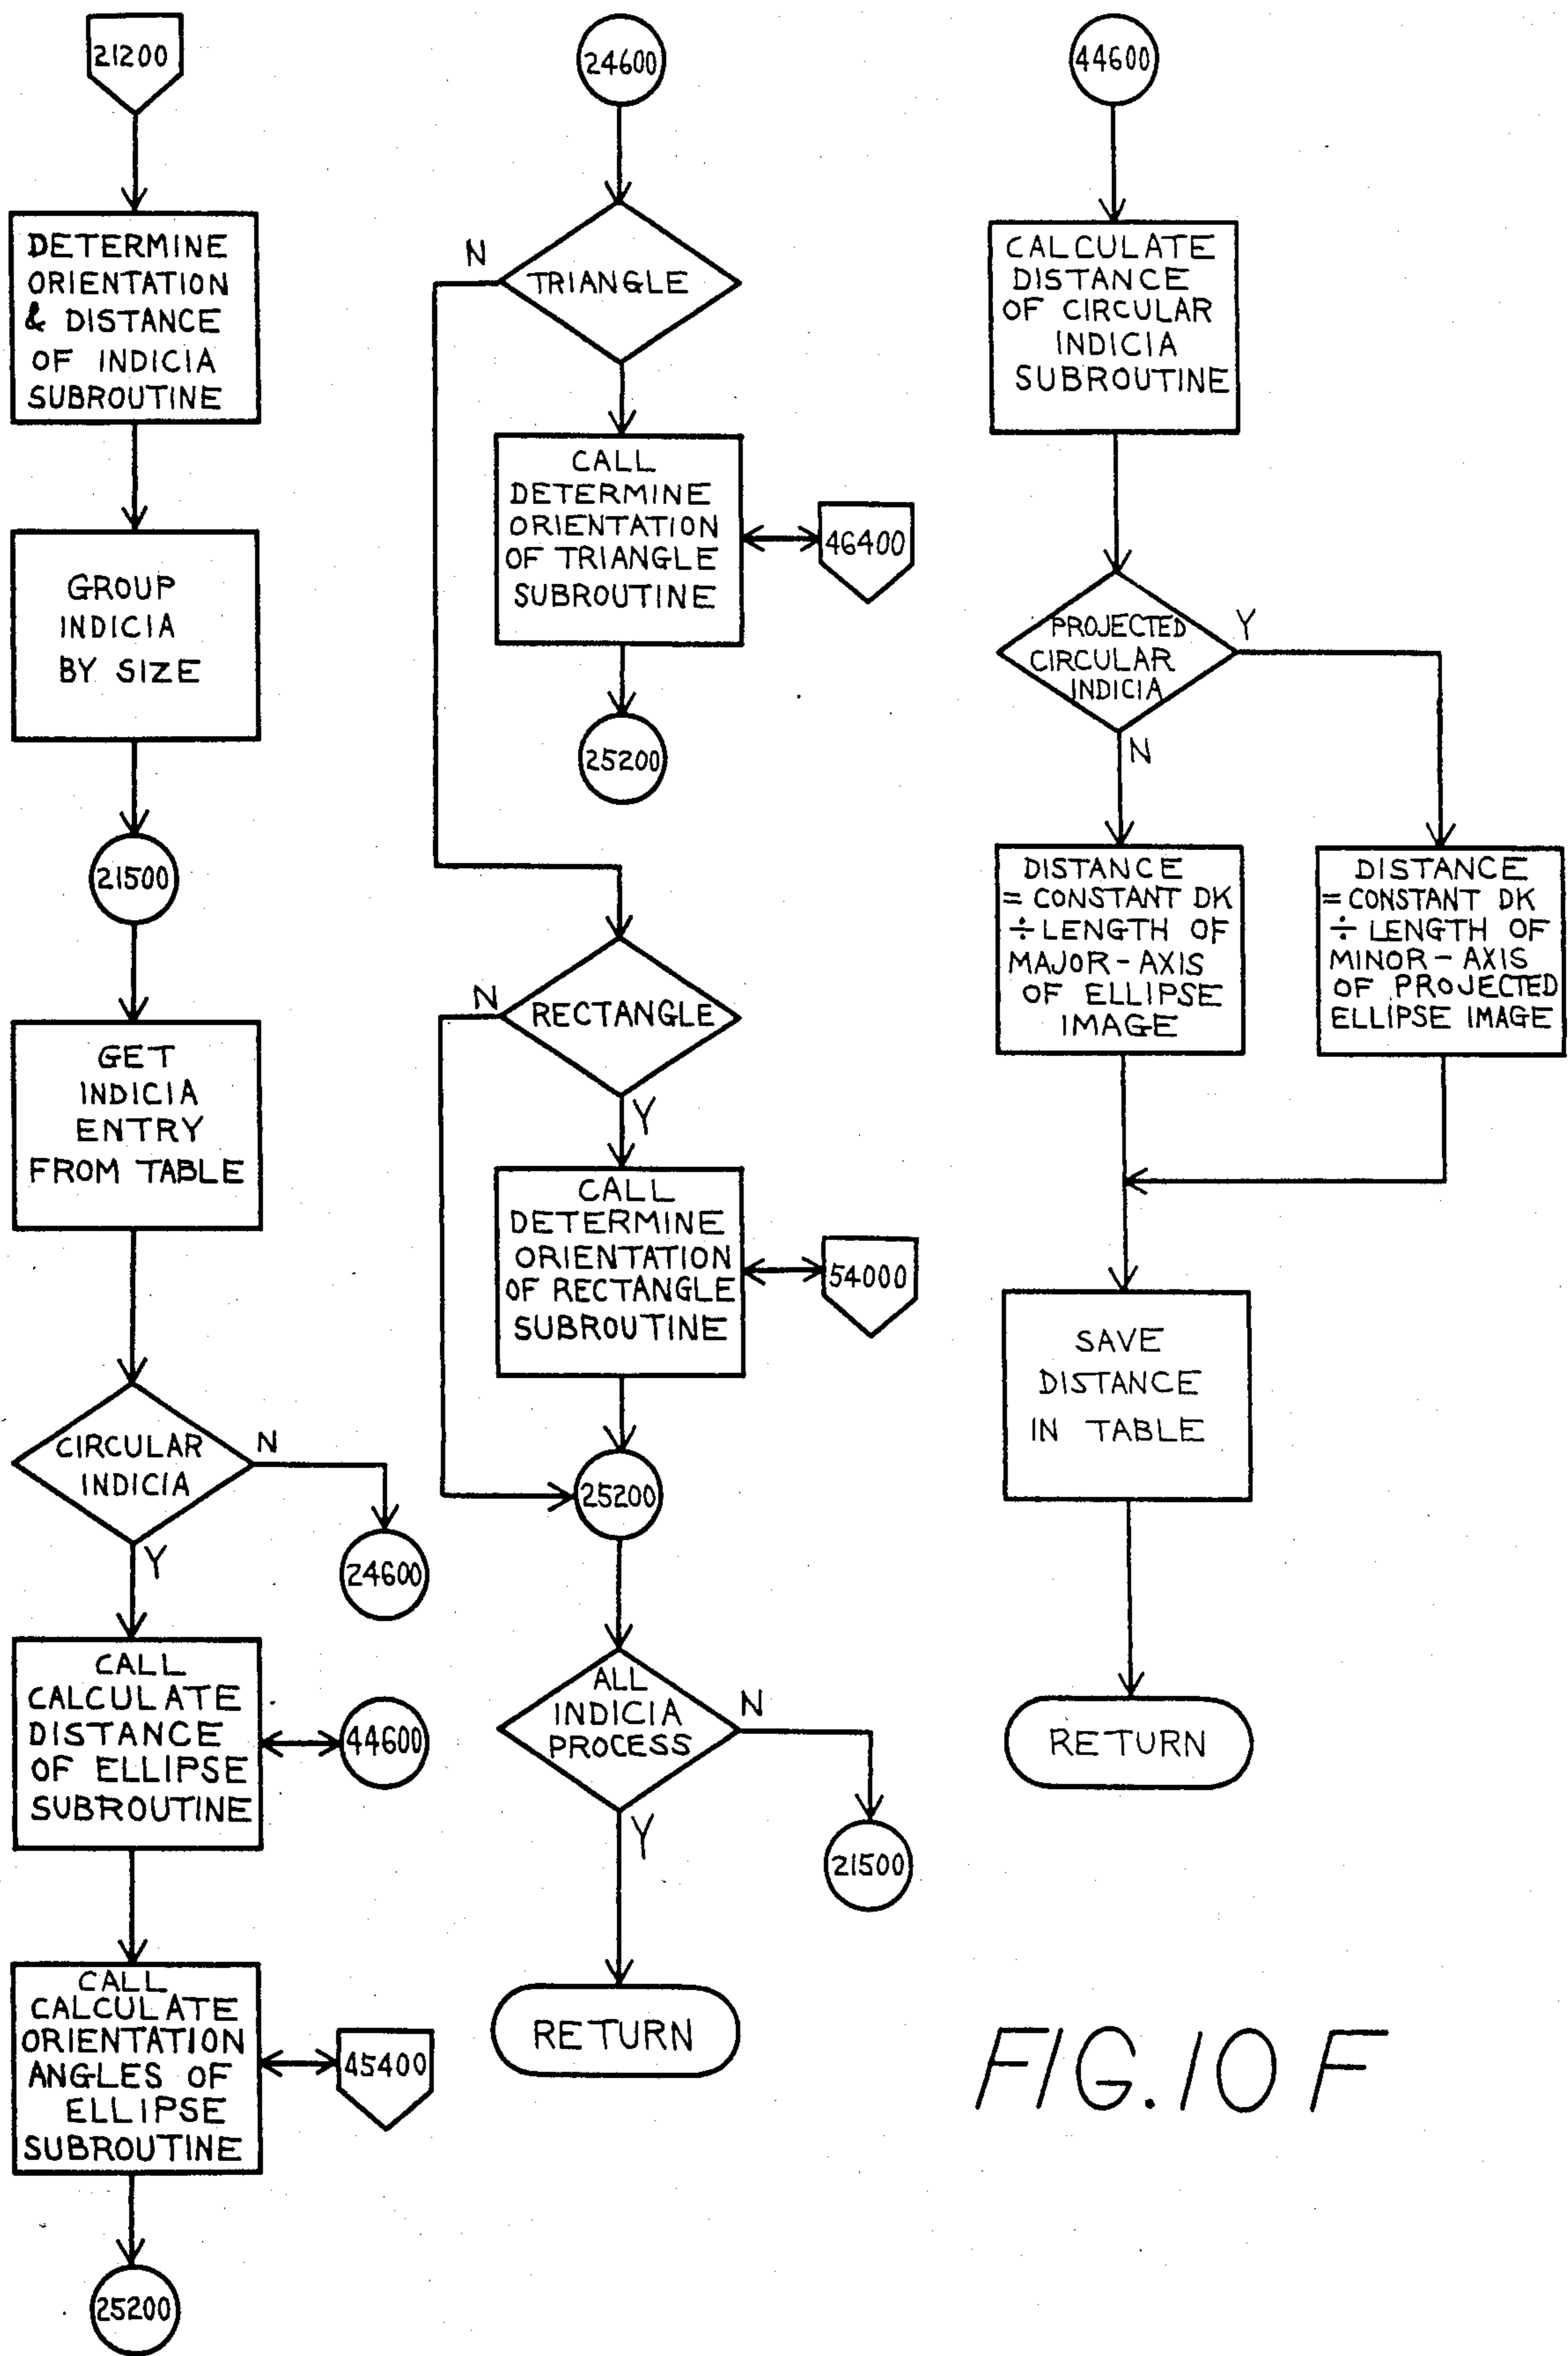 21200
DETERMINE
ORIENTATION
& DISTANCE
OF INDICIA
SUBROUTINE
GROUP
INDICIA
BY SIZE
21500
GET
INDICIA
ENTRY
FROM TABLE
CIRCULAR
INDICIA
N
24600
Y
CALL
CALCULATE
DISTANCE
OF ELLIPSE
SUBROUTINE
44600
CALL
CALCULATE
ORIENTATION
ANGLES OF
ELLIPSE
SUBROUTINE
45400
25200
24600
N
TRIANGLE
CALL
DETERMINE
ORIENTATION
OF TRIANGLE
SUBROUTINE
46400
25200
N
RECTANGLE
Y
CALL
DETERMINE
ORIENTATION
OF RECTANGLE
SUBROUTINE
54000
25200
ALL
INDICIA
PROCESS
N
21500
Y
RETURN
44600
CALCULATE
DISTANCE
OF CIRCULAR
INDICIA
SUBROUTINE
PROJECTED
CIRCULAR
INDICIA
Y
N
DISTANCE
= CONSTANT DK
÷ LENGTH OF
MAJOR-AXIS
OF ELLIPSE
IMAGE
DISTANCE
= CONSTANT DK
÷ LENGTH OF
MINOR-AXIS
OF PROJECTED
ELLIPSE IMAGE
SAVE
DISTANCE
IN TABLE
RETURN
FIG. 10 F